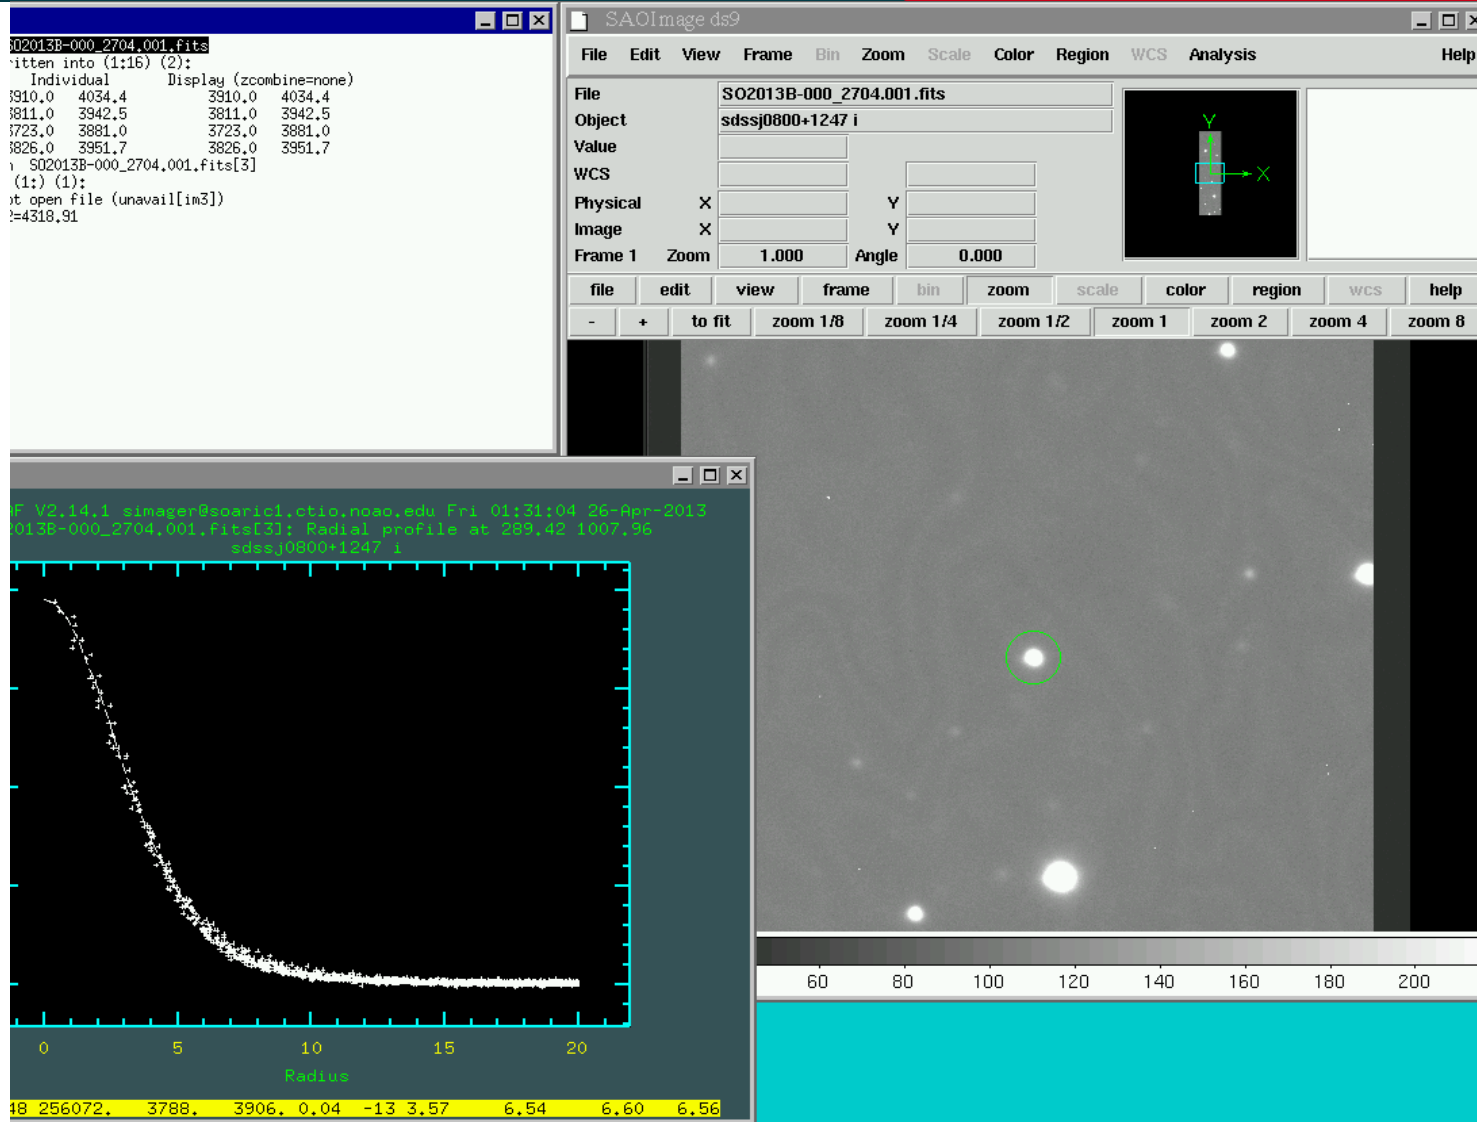 SO2013B-000_2704.001.fits
ritten into (1:16) (2):
Individual Display (zcombine=none)
3910.0 4034.4 3910.0 4034.4
3811.0 3942.5 3811.0 3942.5
3723.0 3881.0 3723.0 3881.0
3826.0 3951.7 3826.0 3951.7
SO2013B-000_2704.001.fits[3]
(1:) (1):
ot open file (unavail[im3])
2=4318.91
SAOImage ds9
File Edit View Frame Bin Zoom Scale Color Region WCS Analysis Help
File SO2013B-000_2704.001.fits
Object sdssj0800+1247 i
Value
WCS
Physical X Y
Image X Y
Frame 1 Zoom 1.000 Angle 0.000
Y
X
file edit view frame bin zoom scale color region wcs help
- + to fit zoom 1/8 zoom 1/4 zoom 1/2 zoom 1 zoom 2 zoom 4 zoom 8
60 80 100 120 140 160 180 200
AF V2.14.1 simager@soaric1.ctio.noao.edu Fri 01:31:04 26-Apr-2013
2013B-000_2704.001.fits[3]: Radial profile at 289.42 1007.96
sdssj0800+1247 i
0 5 10 15 20
Radius
48 256072. 3788. 3906. 0.04 -13 3.57 6.54 6.60 6.56